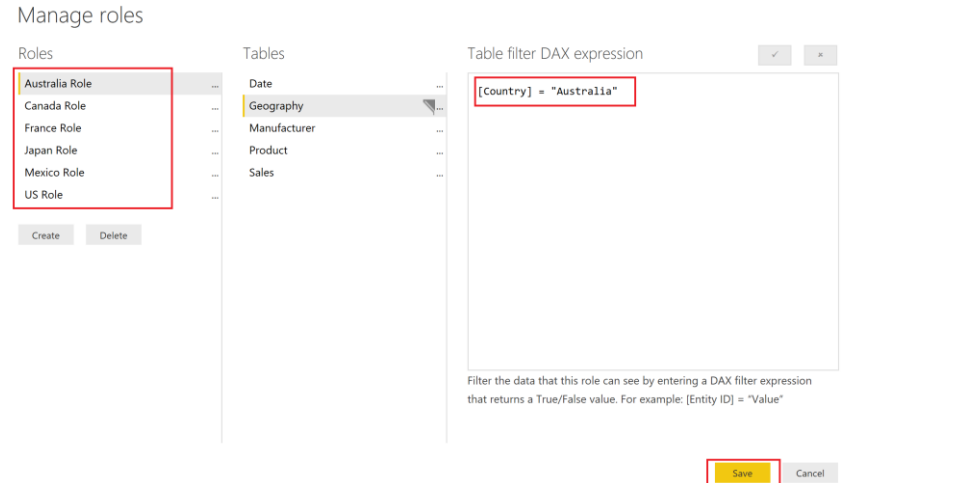 Manage roles
Roles
Australia Role ...
Canada Role ...
France Role ...
Japan Role ...
Mexico Role ...
US Role ...
Create Delete
Tables
Date ...
Geography ...
Manufacturer ...
Product ...
Sales ...
Table filter DAX expression
[Country] = "Australia"
Filter the data that this role can see by entering a DAX filter expression
that returns a True/False value. For example: [Entity ID] = "Value"
Save Cancel